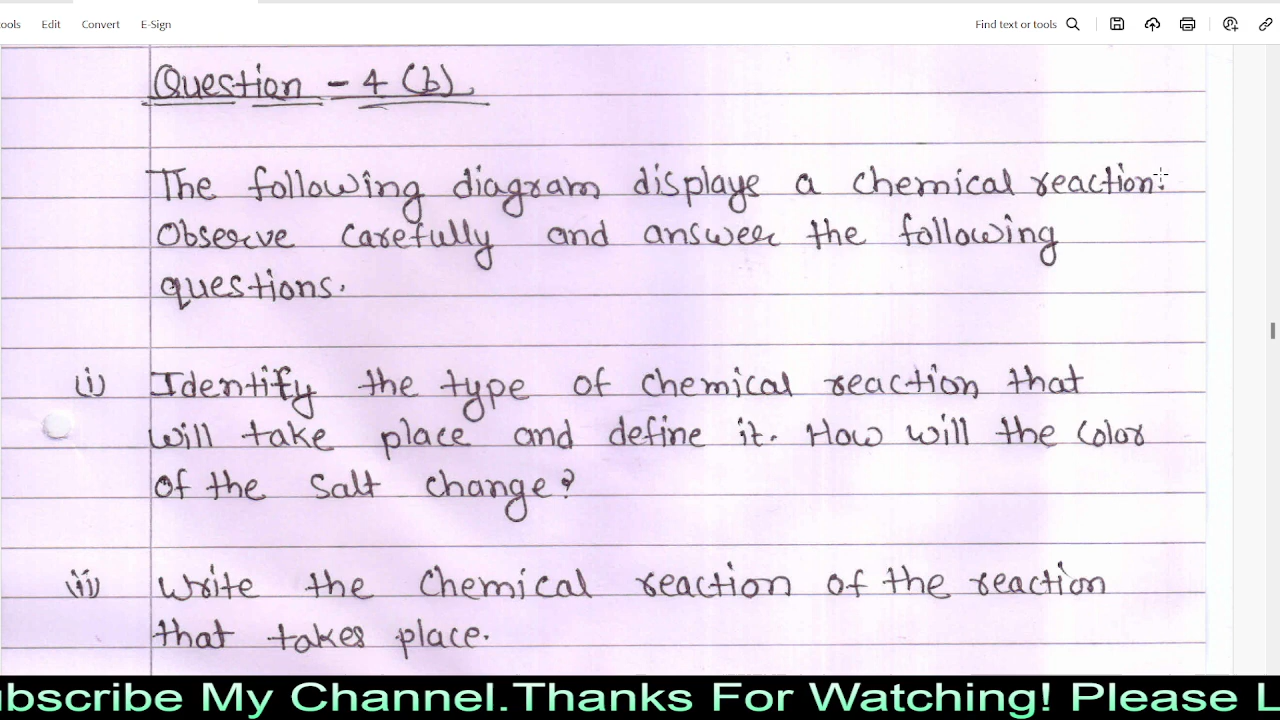 ools Edit Convert E-Sign Find text or tools
Question - 4 (b)
The following diagram displays a chemical reaction.
Observe carefully and answer the following
questions.
(i) Identify the type of chemical reaction that
will take place and define it. How will the color
of the salt change?
(ii) Write the chemical reaction of the reaction
that takes place.
ubscribe My Channel.Thanks For Watching! Please L